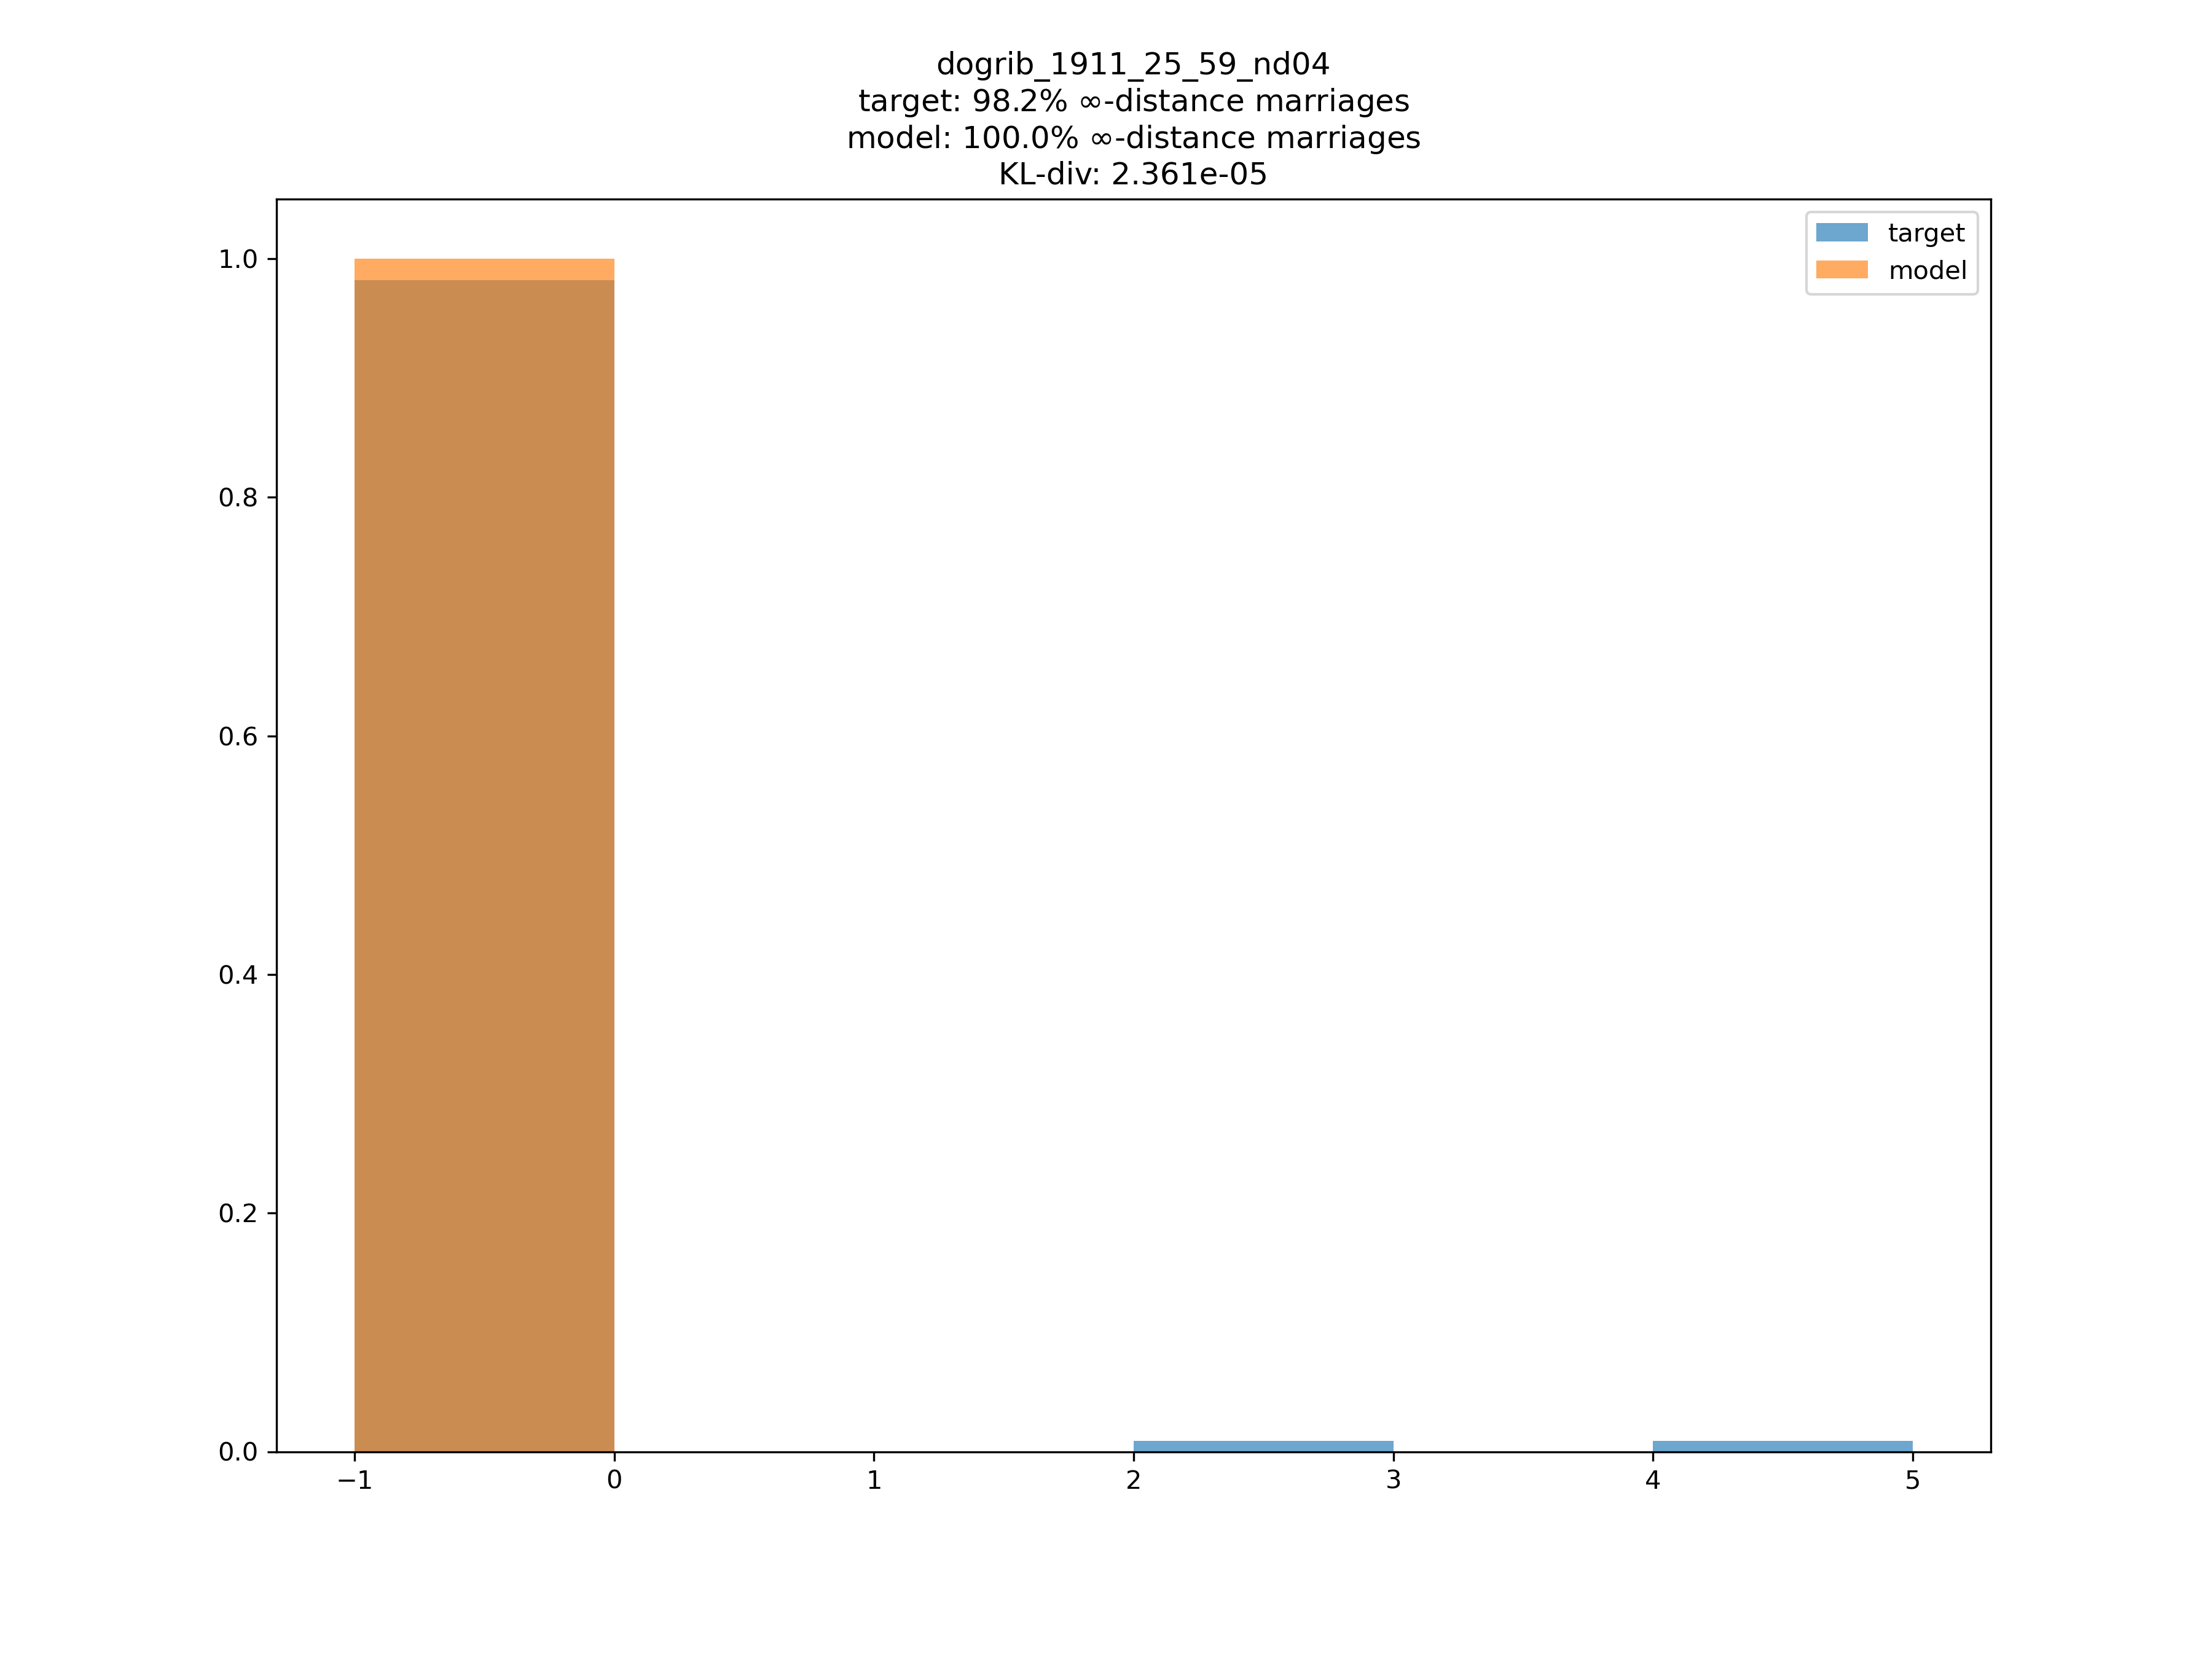 dogrib_1911_25_59_nd04
target: 98.2% ∞-distance marriages
model: 100.0% ∞-distance marriages
KL-div: 2.361e-05
target
model
1.0
0.8
0.6
0.4
0.2
0.0
−1 0 1 2 3 4 5